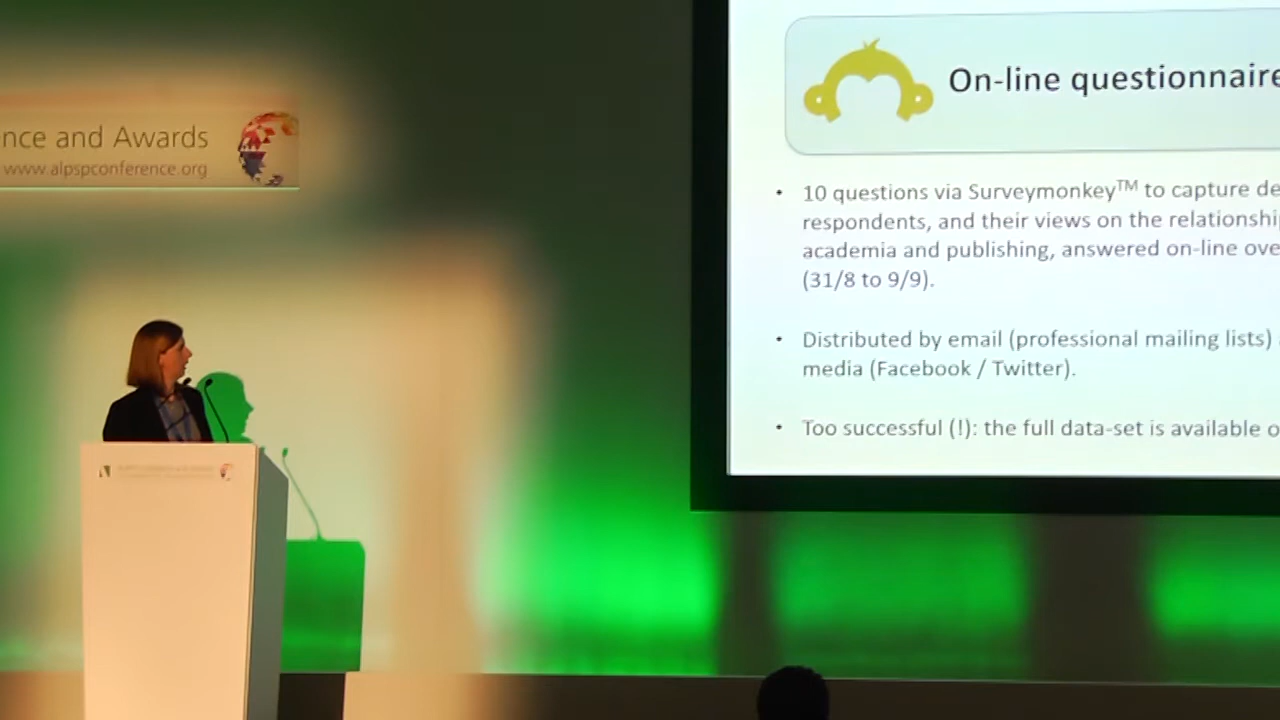 nce and Awards
www alpspconference.org
On-line questionnaire
• 10 questions via Surveymonkey™ to capture de
respondents, and their views on the relationshi
academia and publishing, answered on-line ove
(31/8 to 9/9).
• Distributed by email (professional mailing lists)
media (Facebook / Twitter).
• Too successful (!): the full data-set is available o